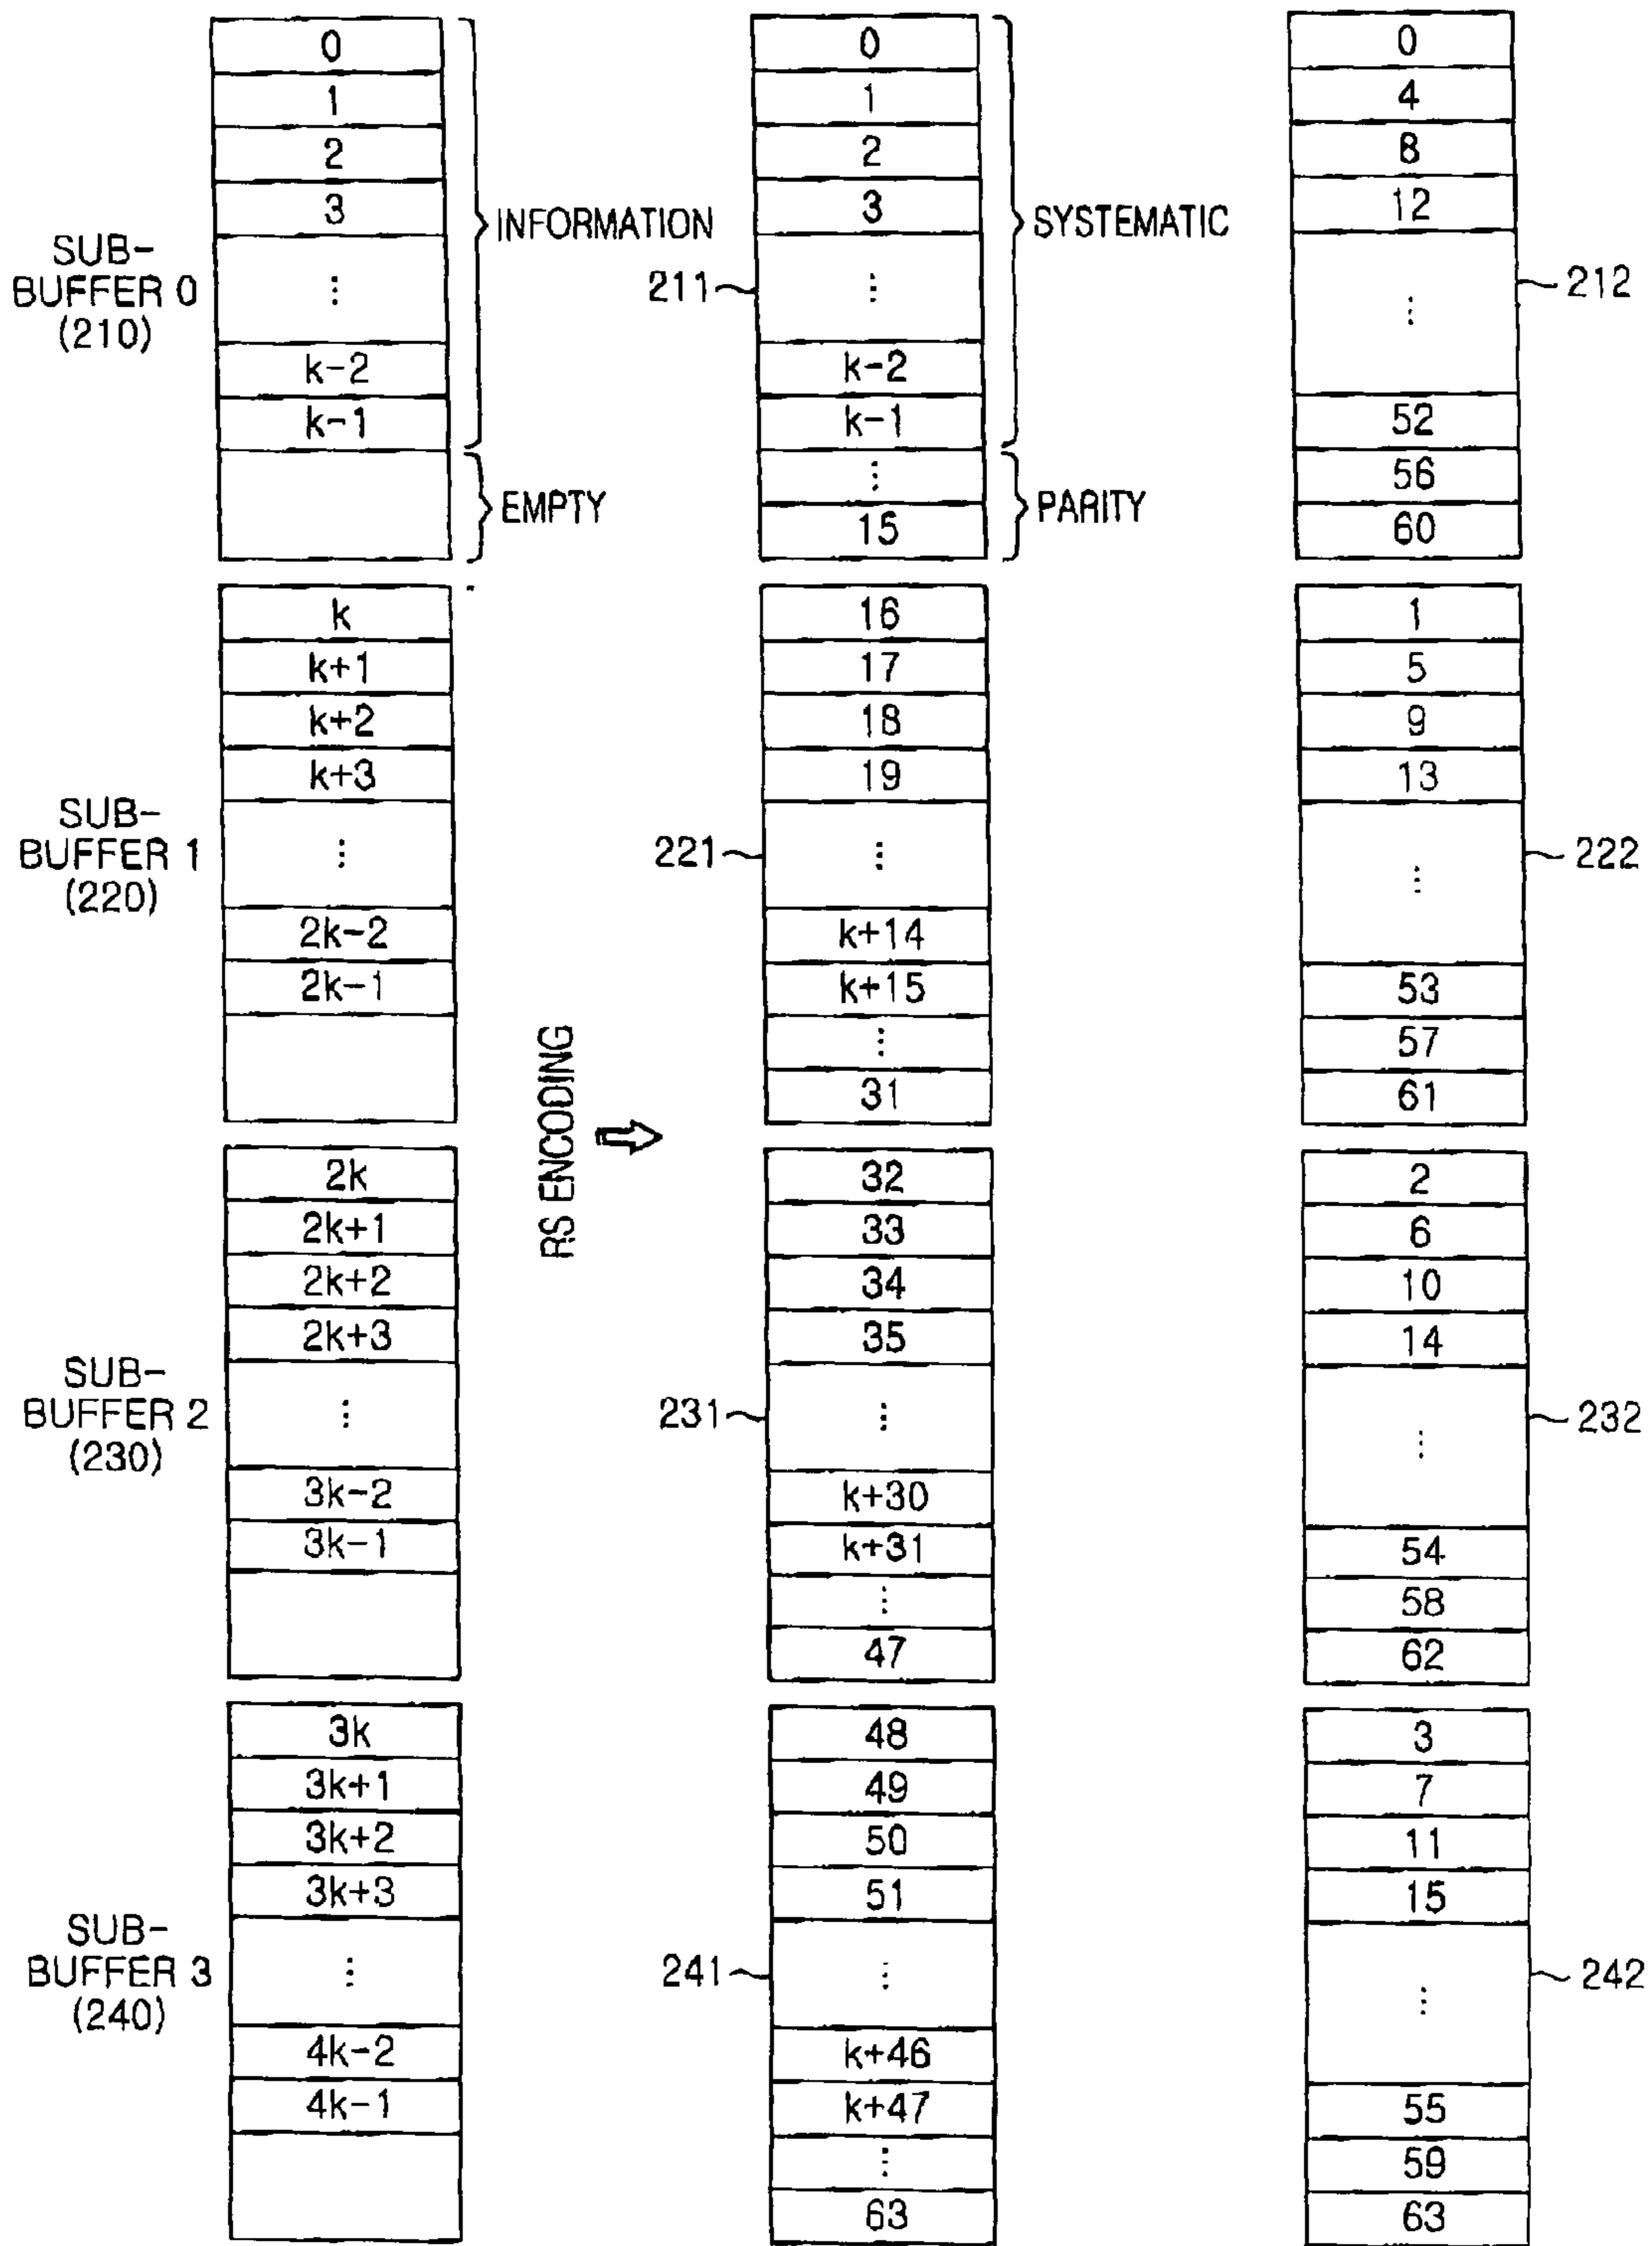 0
1
2
3
⋮
k-2
k-1
INFORMATION
EMPTY
SUB-
BUFFER 0
(210)
0
1
2
3
⋮
k-2
k-1
⋮
15
SYSTEMATIC
PARITY
211
0
4
8
12
⋮
52
56
60
212
k
k+1
k+2
k+3
⋮
2k-2
2k-1
SUB-
BUFFER 1
(220)
16
17
18
19
⋮
k+14
k+15
⋮
31
221
1
5
9
13
⋮
53
57
61
222
RS ENCODING
2k
2k+1
2k+2
2k+3
⋮
3k-2
3k-1
SUB-
BUFFER 2
(230)
32
33
34
35
⋮
k+30
k+31
⋮
47
231
2
6
10
14
⋮
54
58
62
232
3k
3k+1
3k+2
3k+3
⋮
4k-2
4k-1
SUB-
BUFFER 3
(240)
48
49
50
51
⋮
k+46
k+47
⋮
63
241
3
7
11
15
⋮
55
59
63
242